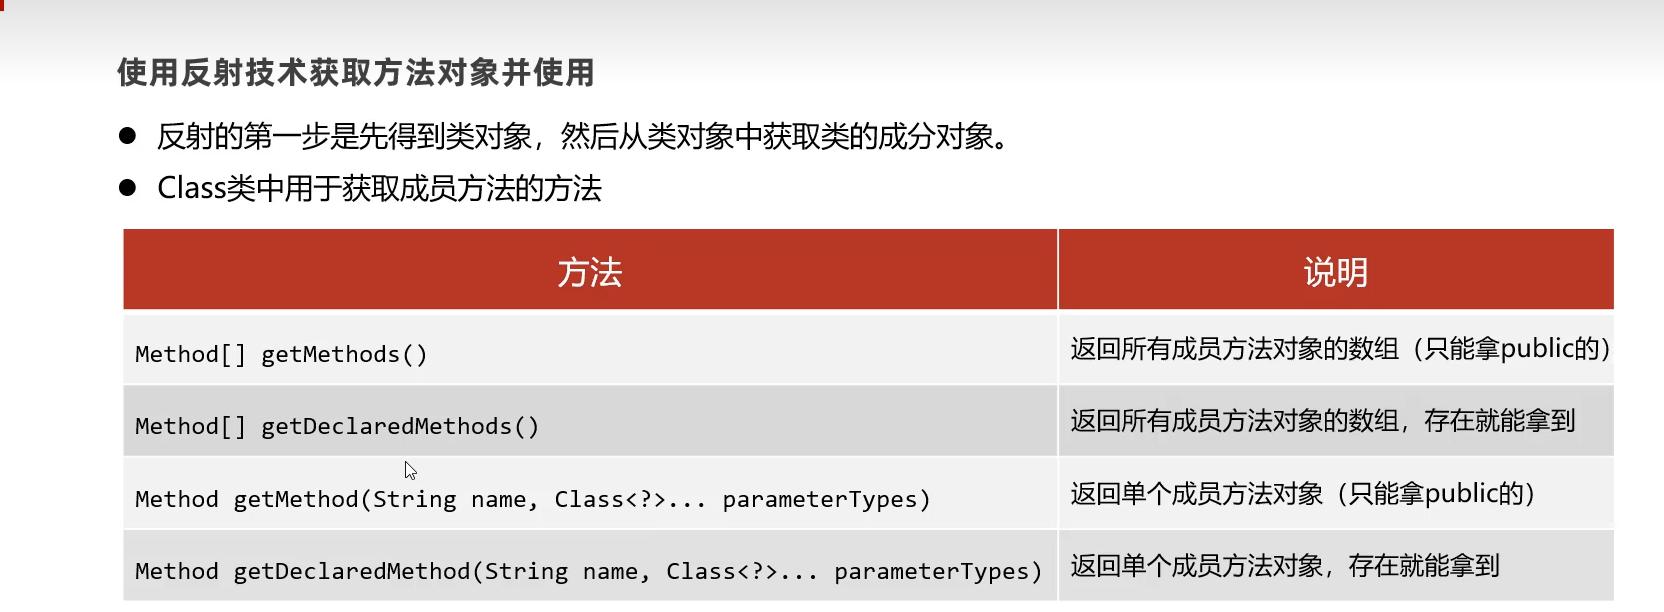 使用反射技术获取方法对象并使用
● 反射的第一步是先得到类对象，然后从类对象中获取类的成分对象。
● Class类中用于获取成员方法的方法
方法 说明
Method[] getMethods() 返回所有成员方法对象的数组（只能拿public的）
Method[] getDeclaredMethods() 返回所有成员方法对象的数组，存在就能拿到
Method getMethod(String name, Class<?>... parameterTypes) 返回单个成员方法对象（只能拿public的）
Method getDeclaredMethod(String name, Class<?>... parameterTypes) 返回单个成员方法对象，存在就能拿到